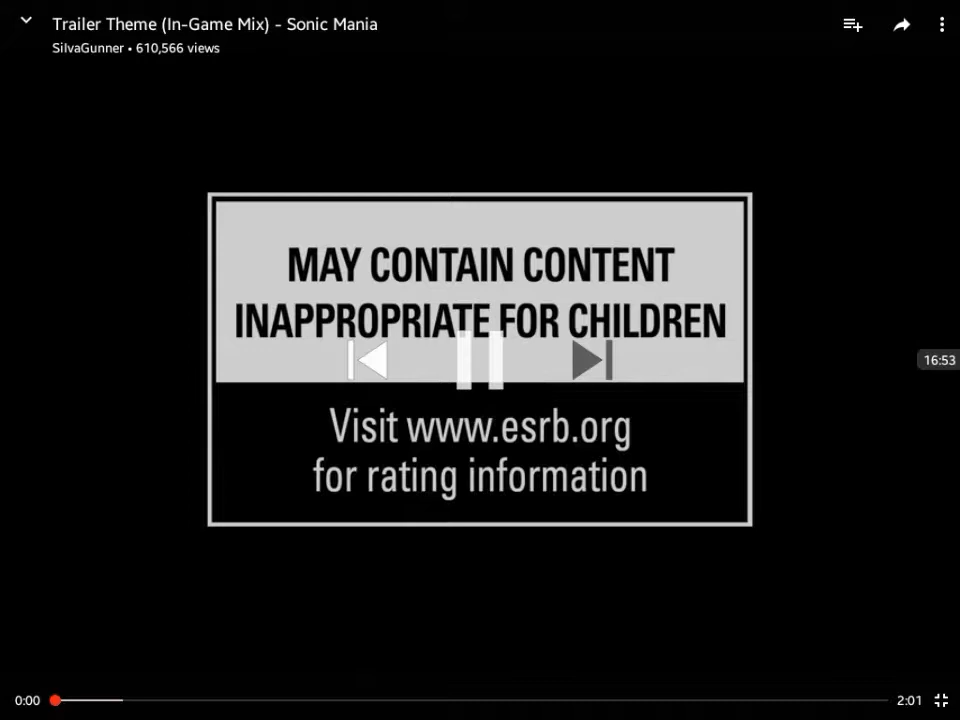 Trailer Theme (In-Game Mix) - Sonic Mania
SilvaGunner • 610,566 views
MAY CONTAIN CONTENT
INAPPROPRIATE FOR CHILDREN
16:53
Visit www.esrb.org
for rating information
0:00
2:01